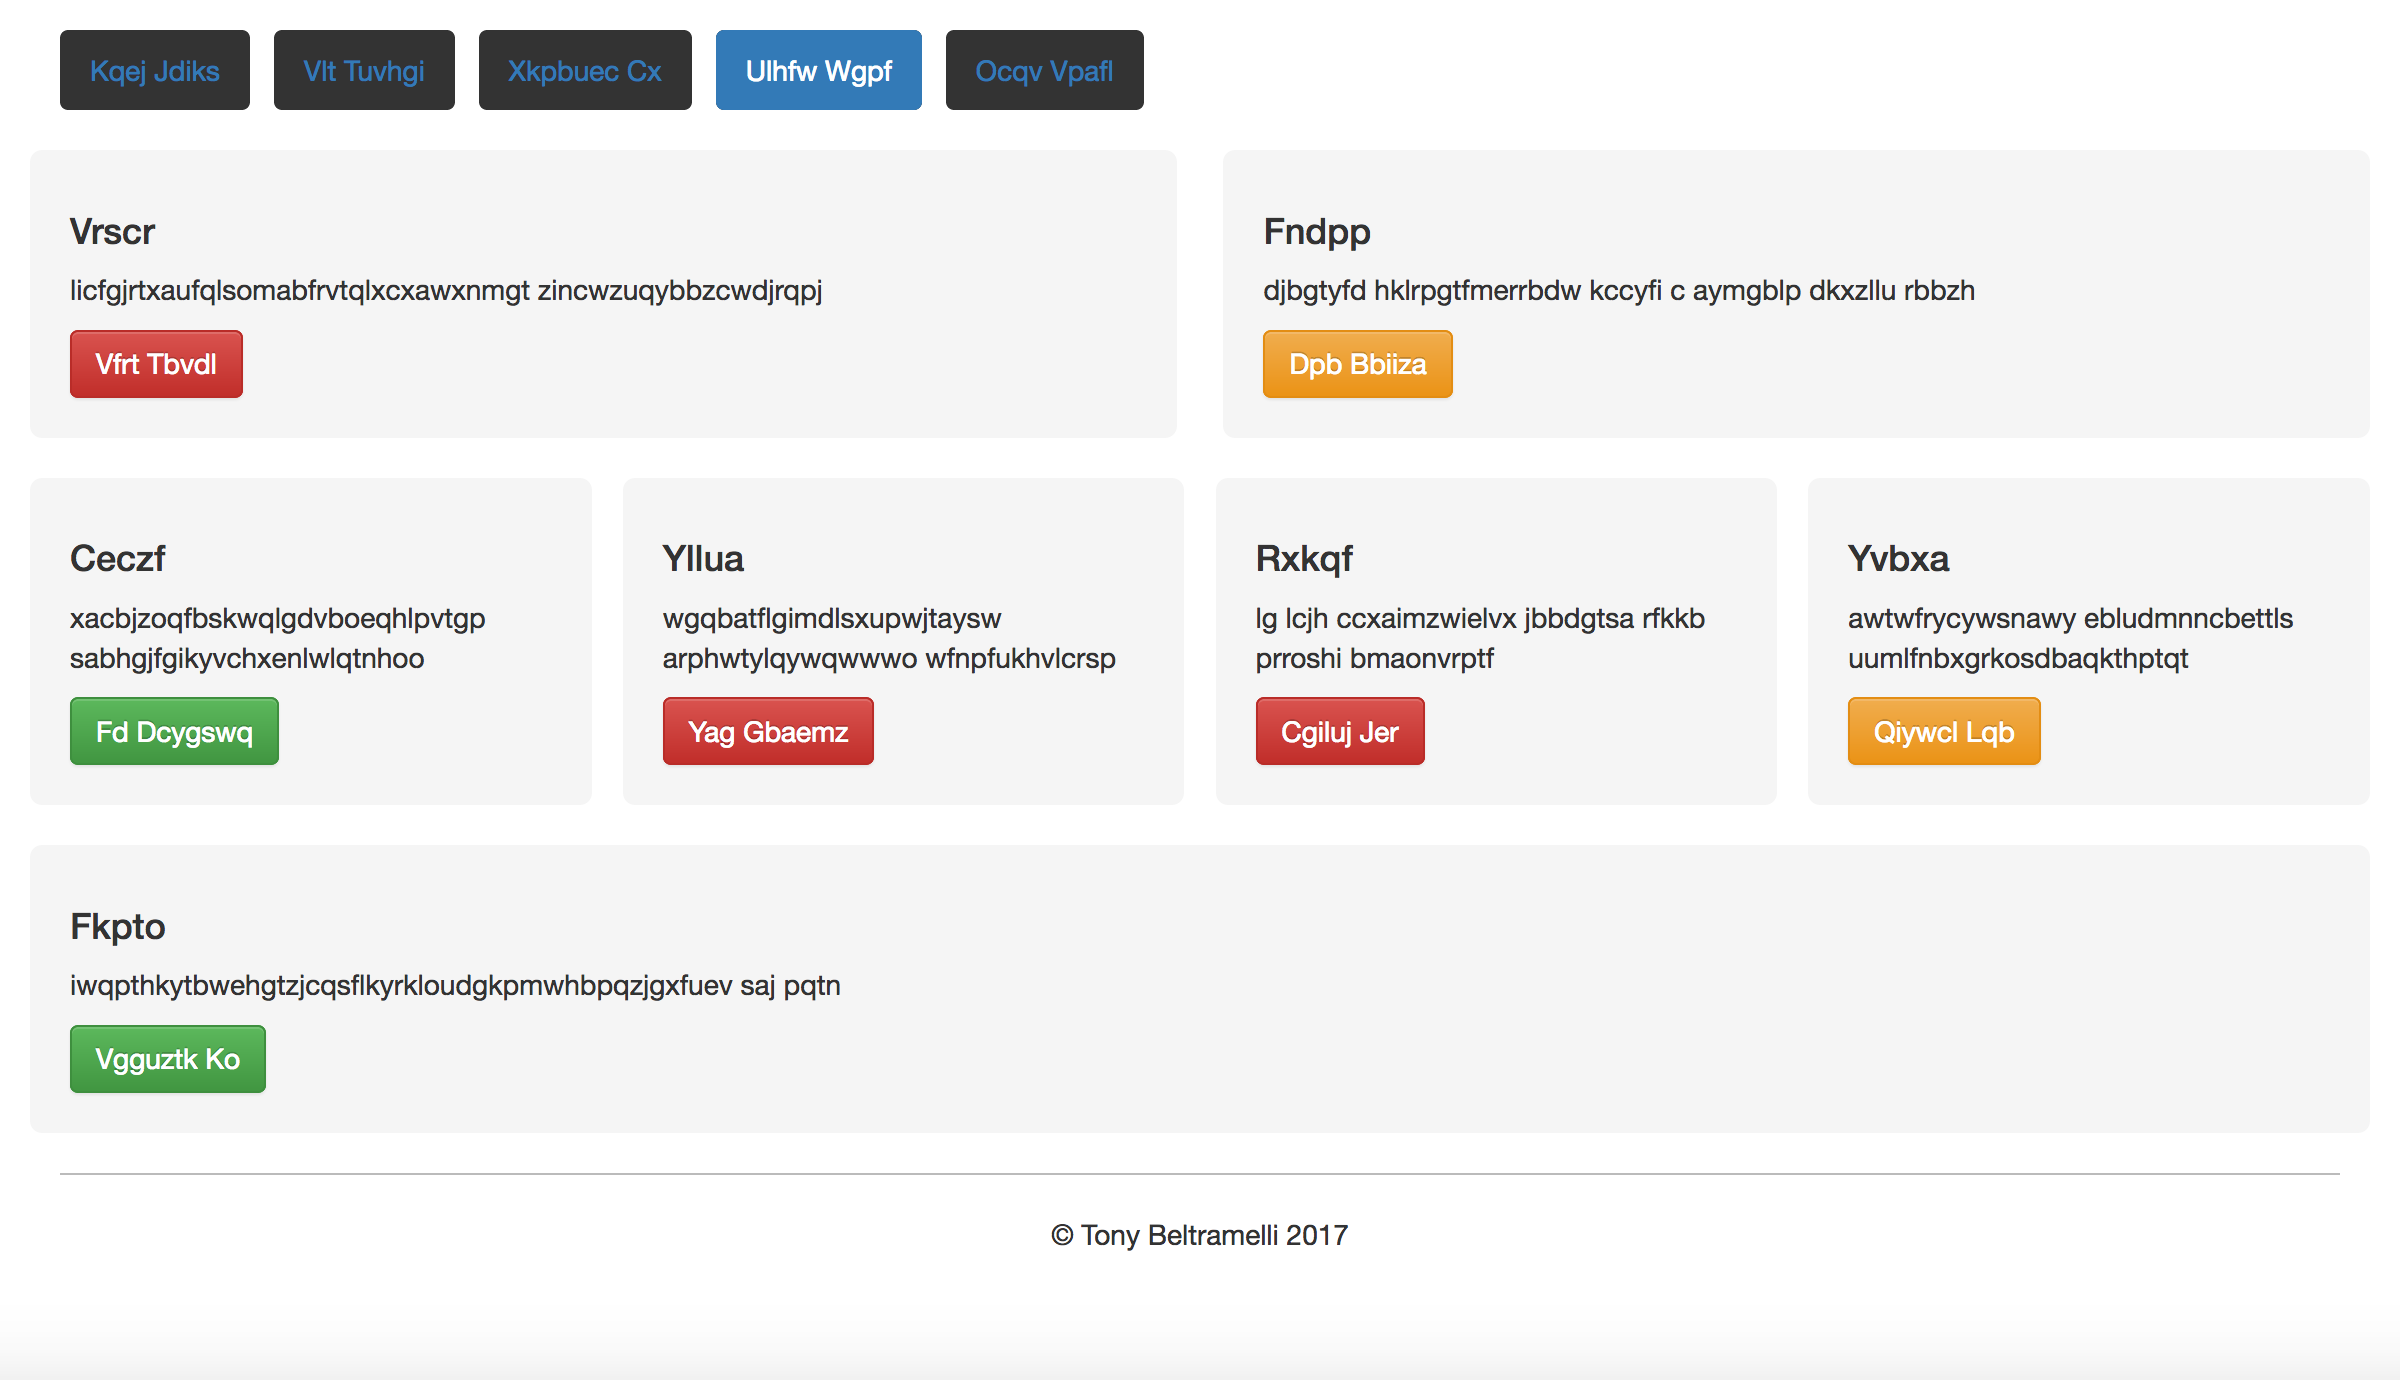 Kqej Jdiks
Vlt Tuvhgi
Xkpbuec Cx
Ulhfw Wgpf
Ocqv Vpafl
Vrscr
licfgjrtxaufqlsomabfrvtqlxcxawxnmgt zincwzuqybbzcwdjrqpj
Vfrt Tbvdl
Fndpp
djbgtyfd hklrpgtfmerrbdw kccyfi c aymgblp dkxzllu rbbzh
Dpb Bbiiza
Ceczf
xacbjzoqfbskwqlgdvboeqhlpvtgp
sabhgjfgikyvchxenlwlqtnhoo
Fd Dcygswq
Yllua
wgqbatflgimdlsxupwjtaysw
arphwtylqywqwwwo wfnpfukhvlcrsp
Yag Gbaemz
Rxkqf
lg lcjh ccxaimzwielvx jbbdgtsa rfkkb
prroshi bmaonvrptf
Cgiluj Jer
Yvbxa
awtwfrycywsnawy ebludmnncbettls
uumlfnbxgrkosdbaqkthptqt
Qiywcl Lqb
Fkpto
iwqpthkytbwehgtzjcqsflkyrkloudgkpmwhbpqzjgxfuev saj pqtn
Vgguztk Ko
© Tony Beltramelli 2017